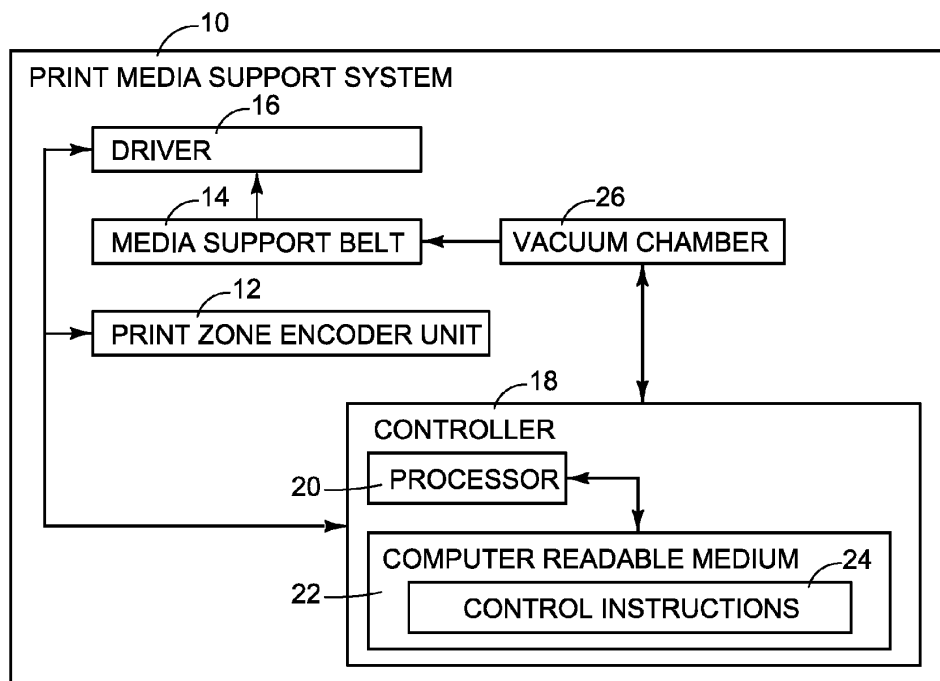 10
PRINT MEDIA SUPPORT SYSTEM
16
DRIVER
14
MEDIA SUPPORT BELT
26
VACUUM CHAMBER
12
PRINT ZONE ENCODER UNIT
18
CONTROLLER
20
PROCESSOR
COMPUTER READABLE MEDIUM
24
22
CONTROL INSTRUCTIONS